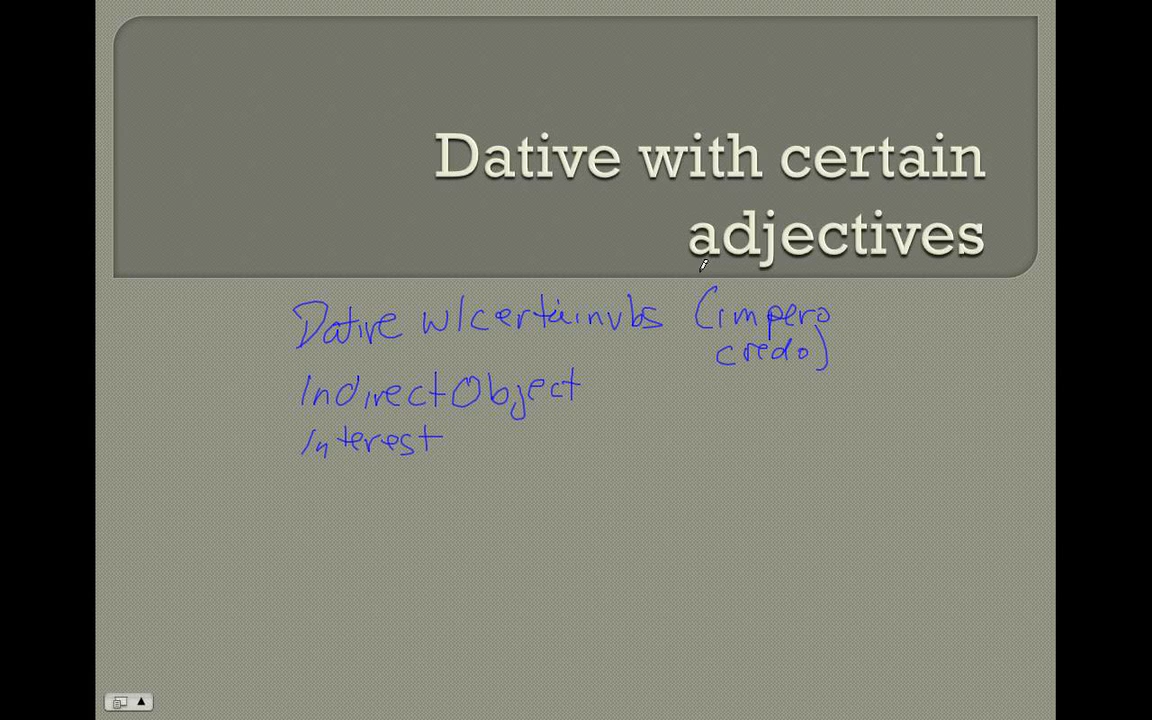 Dative with certain
adjectives
Dative w/certain vbs (impero
credo)
Indirect Object
Interest